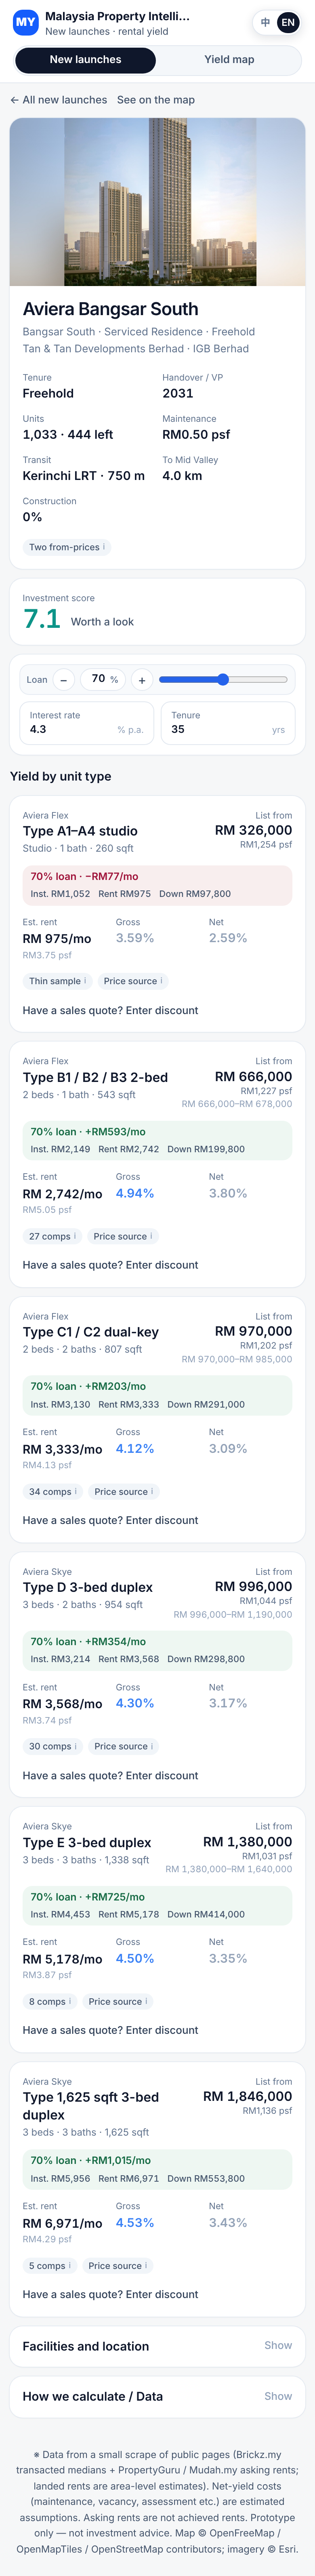 MY
Malaysia Property Intelli...
New launches · rental yield
中
EN
New launches
Yield map
← All new launches See on the map
Aviera Bangsar South
Bangsar South · Serviced Residence · Freehold
Tan & Tan Developments Berhad · IGB Berhad
Tenure
Handover / VP
Freehold
2031
Units
Maintenance
1,033 · 444 left
RM0.50 psf
Transit
To Mid Valley
Kerinchi LRT · 750 m
4.0 km
Construction
0%
Two from-prices i
Investment score
7.1 Worth a look
Loan − 70 % +
Interest rate
Tenure
4.3 % p.a.
35 yrs
Yield by unit type
Aviera Flex
List from
Type A1–A4 studio
RM 326,000
Studio · 1 bath · 260 sqft
RM1,254 psf
70% loan · −RM77/mo
Inst. RM1,052 Rent RM975 Down RM97,800
Est. rent Gross Net
RM 975/mo 3.59% 2.59%
RM3.75 psf
Thin sample i Price source i
Have a sales quote? Enter discount
Aviera Flex
List from
Type B1 / B2 / B3 2-bed
RM 666,000
2 beds · 1 bath · 543 sqft
RM1,227 psf
RM 666,000–RM 678,000
70% loan · +RM593/mo
Inst. RM2,149 Rent RM2,742 Down RM199,800
Est. rent Gross Net
RM 2,742/mo 4.94% 3.80%
RM5.05 psf
27 comps i Price source i
Have a sales quote? Enter discount
Aviera Flex
List from
Type C1 / C2 dual-key
RM 970,000
2 beds · 2 baths · 807 sqft
RM1,202 psf
RM 970,000–RM 985,000
70% loan · +RM203/mo
Inst. RM3,130 Rent RM3,333 Down RM291,000
Est. rent Gross Net
RM 3,333/mo 4.12% 3.09%
RM4.13 psf
34 comps i Price source i
Have a sales quote? Enter discount
Aviera Skye
List from
Type D 3-bed duplex
RM 996,000
3 beds · 2 baths · 954 sqft
RM1,044 psf
RM 996,000–RM 1,190,000
70% loan · +RM354/mo
Inst. RM3,214 Rent RM3,568 Down RM298,800
Est. rent Gross Net
RM 3,568/mo 4.30% 3.17%
RM3.74 psf
30 comps i Price source i
Have a sales quote? Enter discount
Aviera Skye
List from
Type E 3-bed duplex
RM 1,380,000
3 beds · 3 baths · 1,338 sqft
RM1,031 psf
RM 1,380,000–RM 1,640,000
70% loan · +RM725/mo
Inst. RM4,453 Rent RM5,178 Down RM414,000
Est. rent Gross Net
RM 5,178/mo 4.50% 3.35%
RM3.87 psf
8 comps i Price source i
Have a sales quote? Enter discount
Aviera Skye
List from
Type 1,625 sqft 3-bed
duplex
RM 1,846,000
RM1,136 psf
3 beds · 3 baths · 1,625 sqft
70% loan · +RM1,015/mo
Inst. RM5,956 Rent RM6,971 Down RM553,800
Est. rent Gross Net
RM 6,971/mo 4.53% 3.43%
RM4.29 psf
5 comps i Price source i
Have a sales quote? Enter discount
Facilities and location Show
How we calculate / Data Show
※ Data from a small scrape of public pages (Brickz.my
transacted medians + PropertyGuru / Mudah.my asking rents;
landed rents are area-level estimates). Net-yield costs
(maintenance, vacancy, assessment etc.) are estimated
assumptions. Asking rents are not achieved rents. Prototype
only — not investment advice. Map © OpenFreeMap /
OpenMapTiles / OpenStreetMap contributors; imagery © Esri.